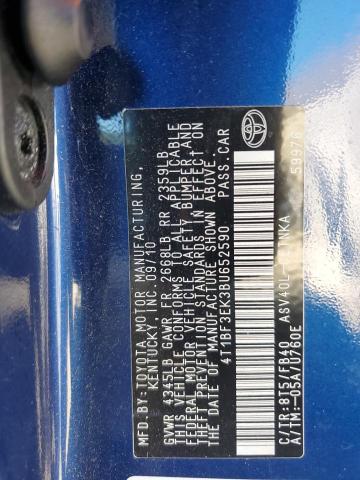 MFD.BY:TOYOTA MOTOR MANUFACTURING
KENTUCKY, INC. 09/10
GVWR 4345LB GAWR FR 2668LB RR 2359LB
THIS VEHICLE CONFORMS TO ALL APPLICABLE
FEDERAL MOTOR VEHICLE SAFETY, BUMPER AND
THEFT PREVENTION STANDARDS IN EFFECT ON
THE DATE OF MANUFACTURE SHOWN ABOVE.
4T1BF3EK3BU652590 PASS.CAR
C/TR:8T5/FB40
ASV40L-
A/TM:-05A/U760E
5997